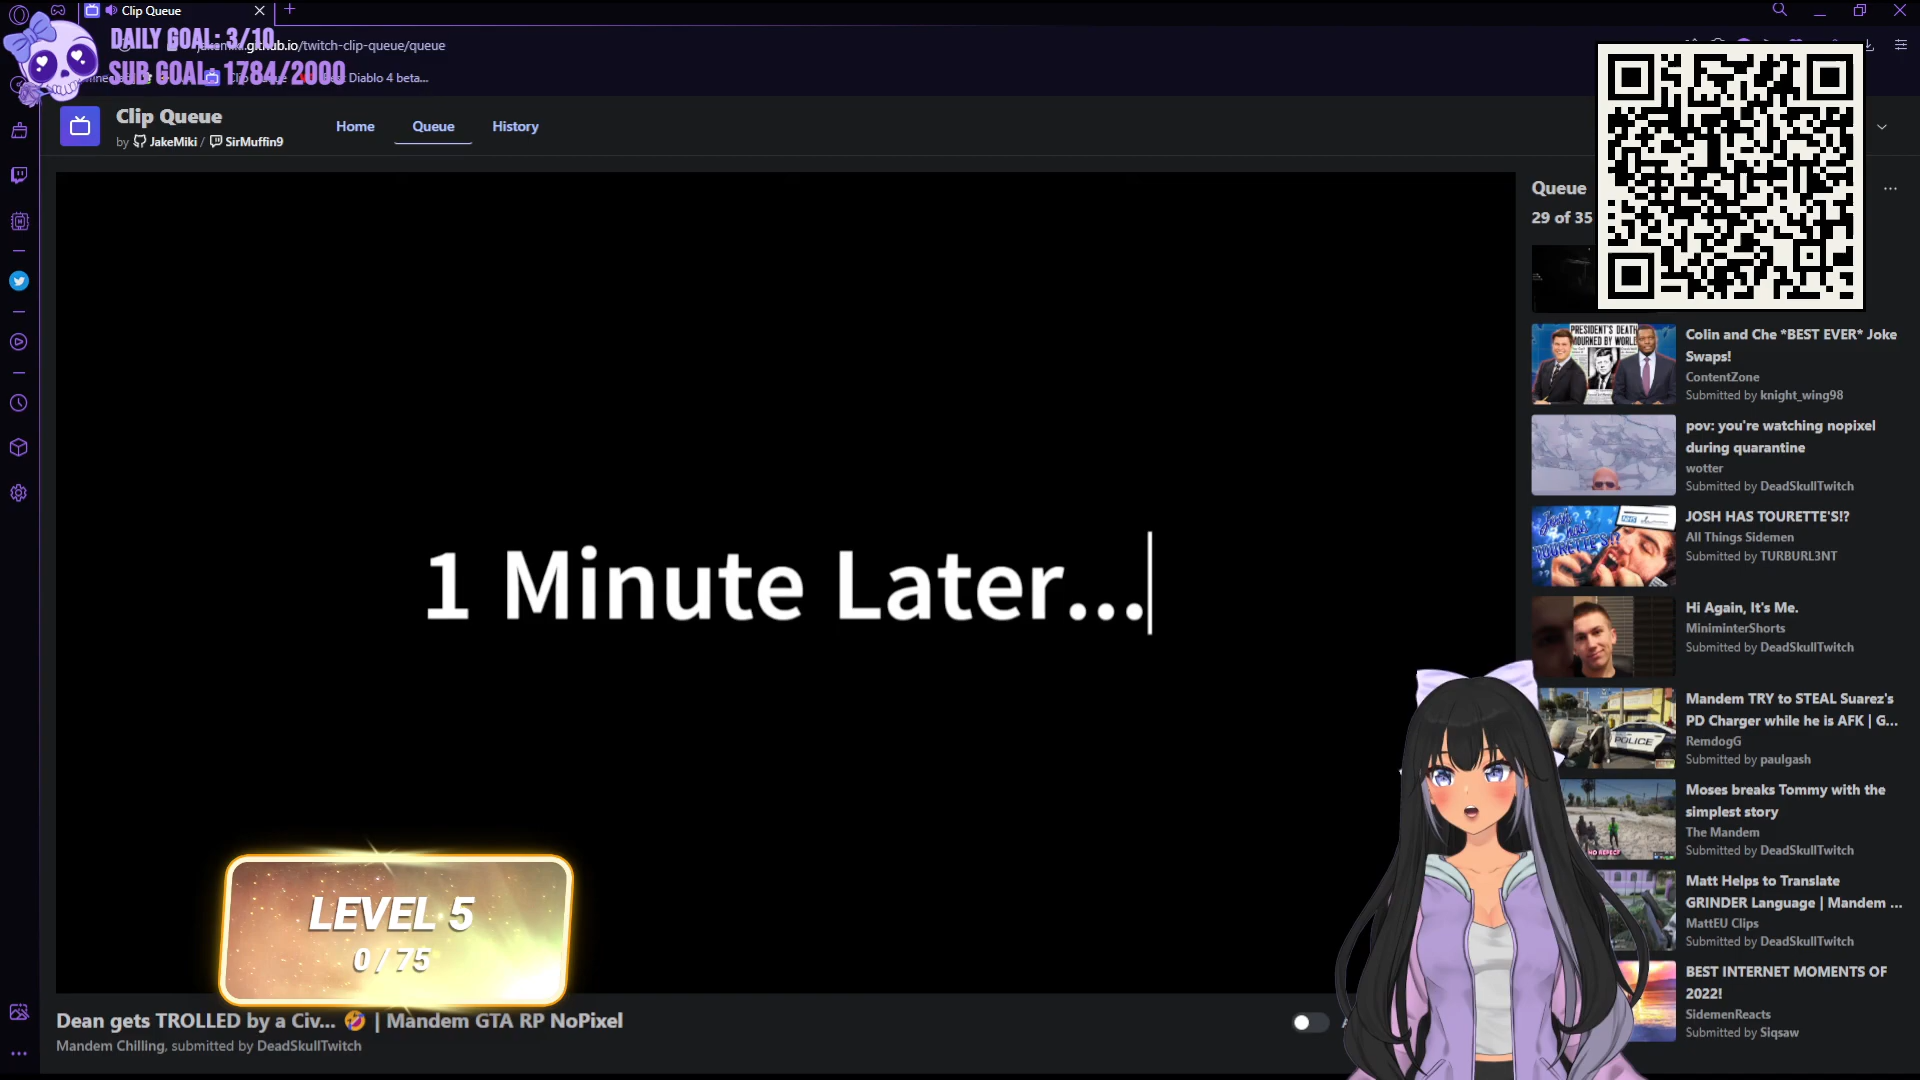 Clip Queue
DAILY GOAL: 3/10
github.io/twitch-clip-queue/queue
SUB GOAL: 1784/2000
Diablo 4 beta...
Clip Queue
by JakeMiki / SirMuffin9
Home
Queue
History
Queue
29 of 35
1 Minute Later...
PRESIDENT'S DEATH
MOURNED BY WORLD
Colin and Che *BEST EVER* Joke
Swaps!
ContentZone
Submitted by knight_wing98
pov: you're watching nopixel
during quarantine
wotter
Submitted by DeadSkullTwitch
JOSH HAS TOURETTE'S!?
All Things Sidemen
Submitted by TURBURL3NT
Hi Again, It's Me.
MiniminterShorts
Submitted by DeadSkullTwitch
POLICE
Mandem TRY to STEAL Suarez's
PD Charger while he is AFK | G...
RemdogG
Submitted by paulgash
Moses breaks Tommy with the
simplest story
The Mandem
Submitted by DeadSkullTwitch
Matt Helps to Translate
GRINDER Language | Mandem ...
MattEU Clips
Submitted by DeadSkullTwitch
BEST INTERNET MOMENTS OF
2022!
SidemenReacts
Submitted by Siqsaw
LEVEL 5
0 / 75
Dean gets TROLLED by a Civ... 🤣 | Mandem GTA RP NoPixel
Mandem Chilling, submitted by DeadSkullTwitch